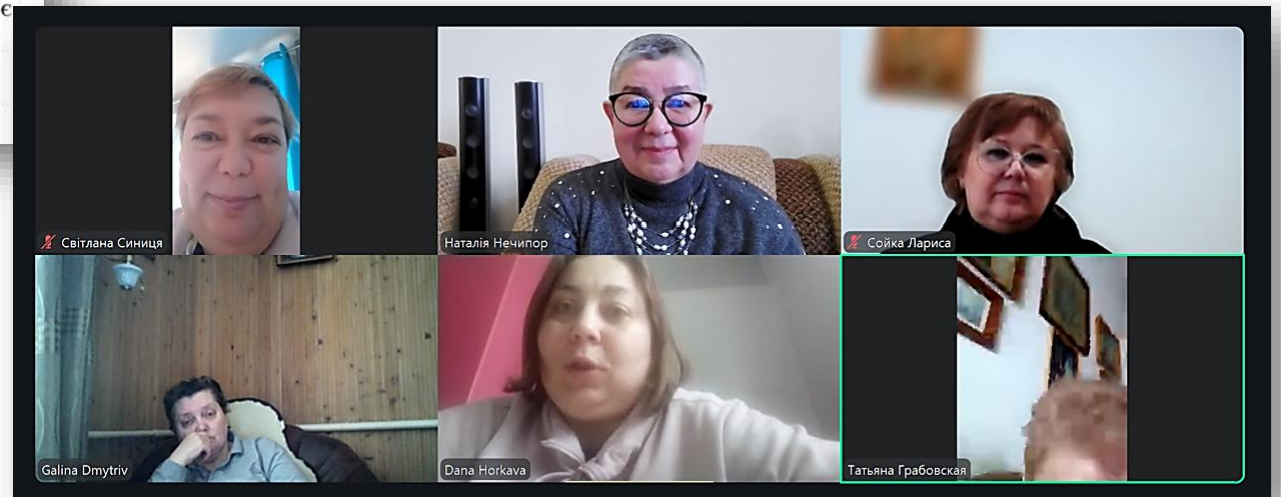 є
Світлана Синиця
Наталія Нечипор
Сойка Лариса
Galina Dmytriv
Dana Horkava
Татьяна Грабовская